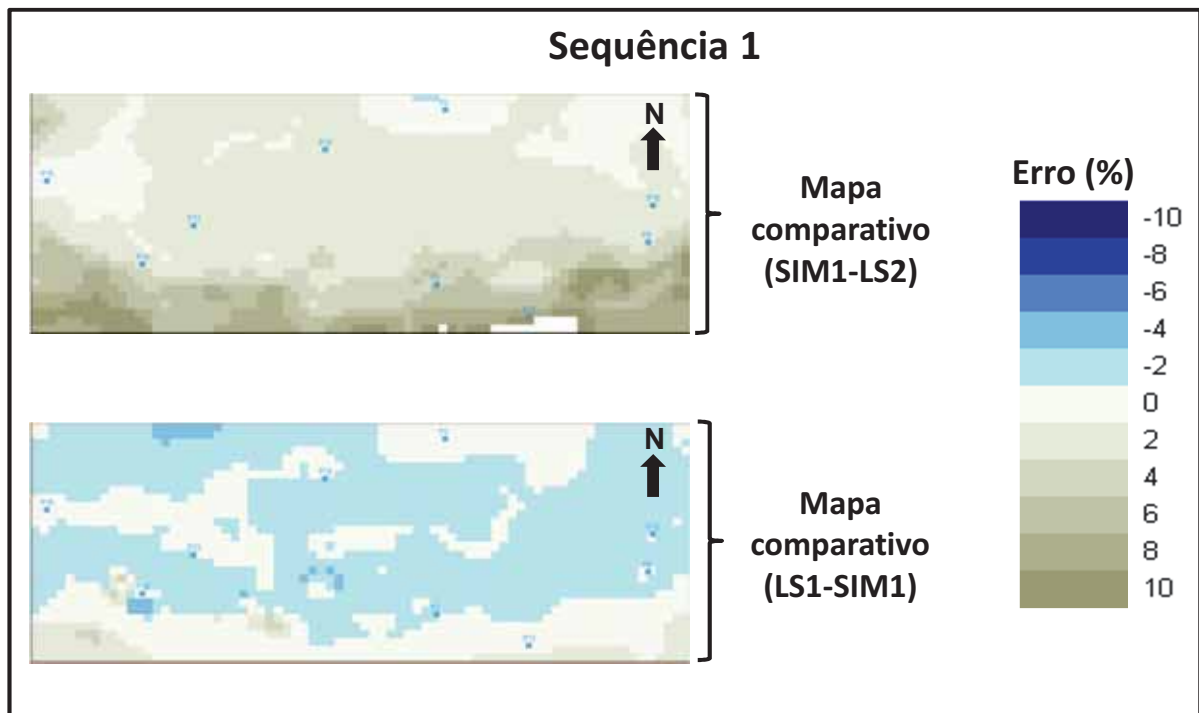 Sequência 1
N
Mapa
comparativo
(SIM1-LS2)
N
Mapa
comparativo
(LS1-SIM1)
Erro (%)
-10
-8
-6
-4
-2
0
2
4
6
8
10